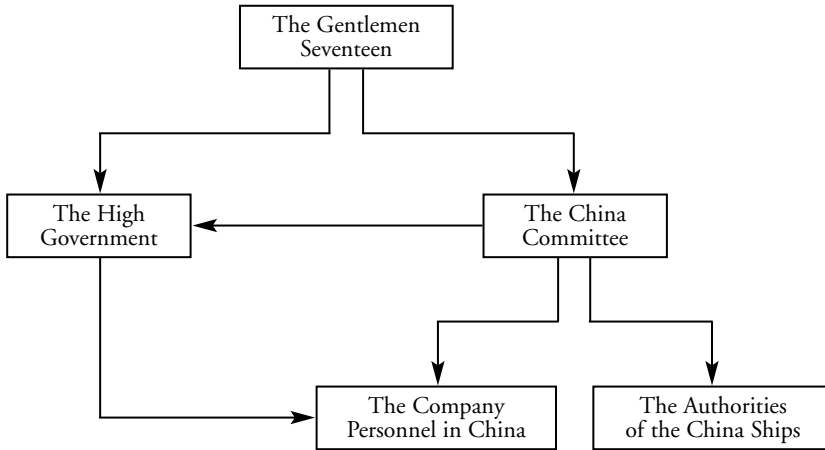 The Gentlemen
Seventeen
The High
Government
The China
Committee
The Company
Personnel in China
The Authorities
of the China Ships